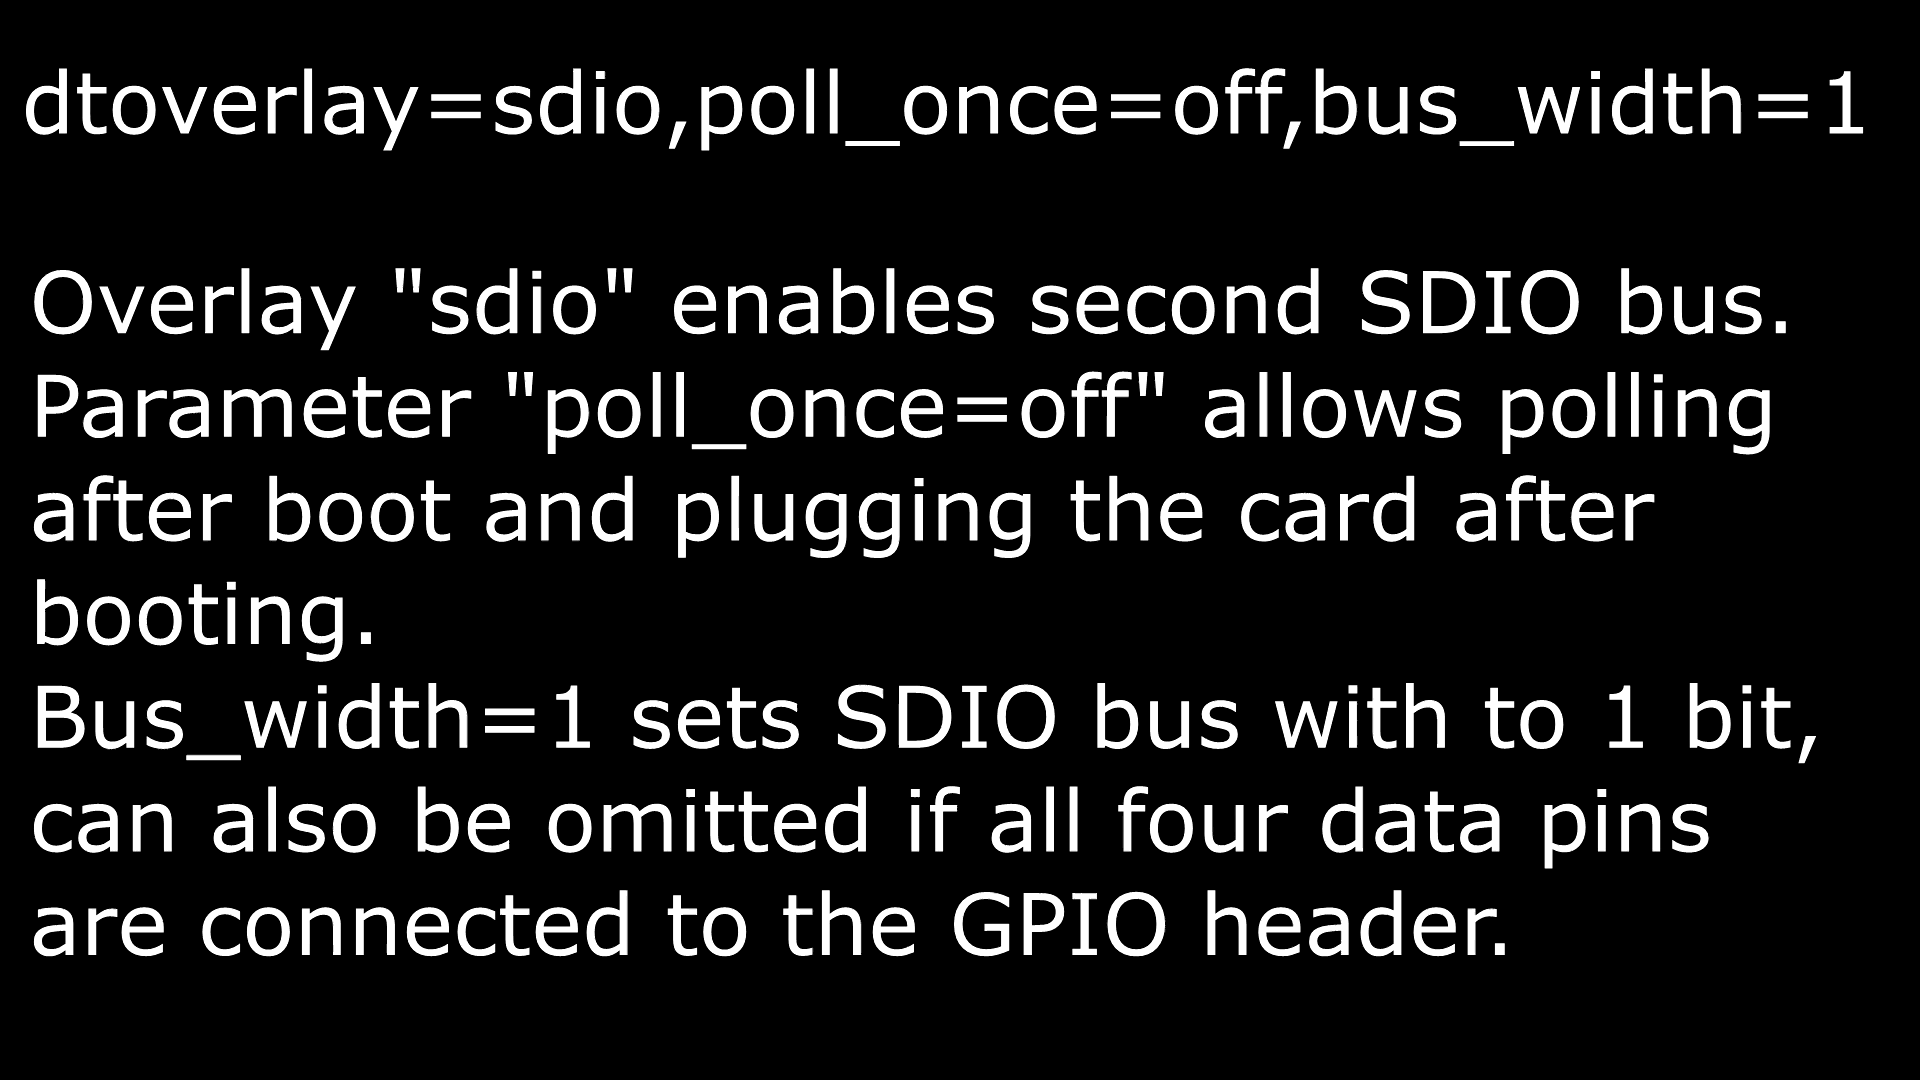 dtoverlay=sdio,poll_once=off,bus_width=1
Overlay "sdio" enables second SDIO bus.
Parameter "poll_once=off" allows polling
after boot and plugging the card after
booting.
Bus_width=1 sets SDIO bus with to 1 bit,
can also be omitted if all four data pins
are connected to the GPIO header.